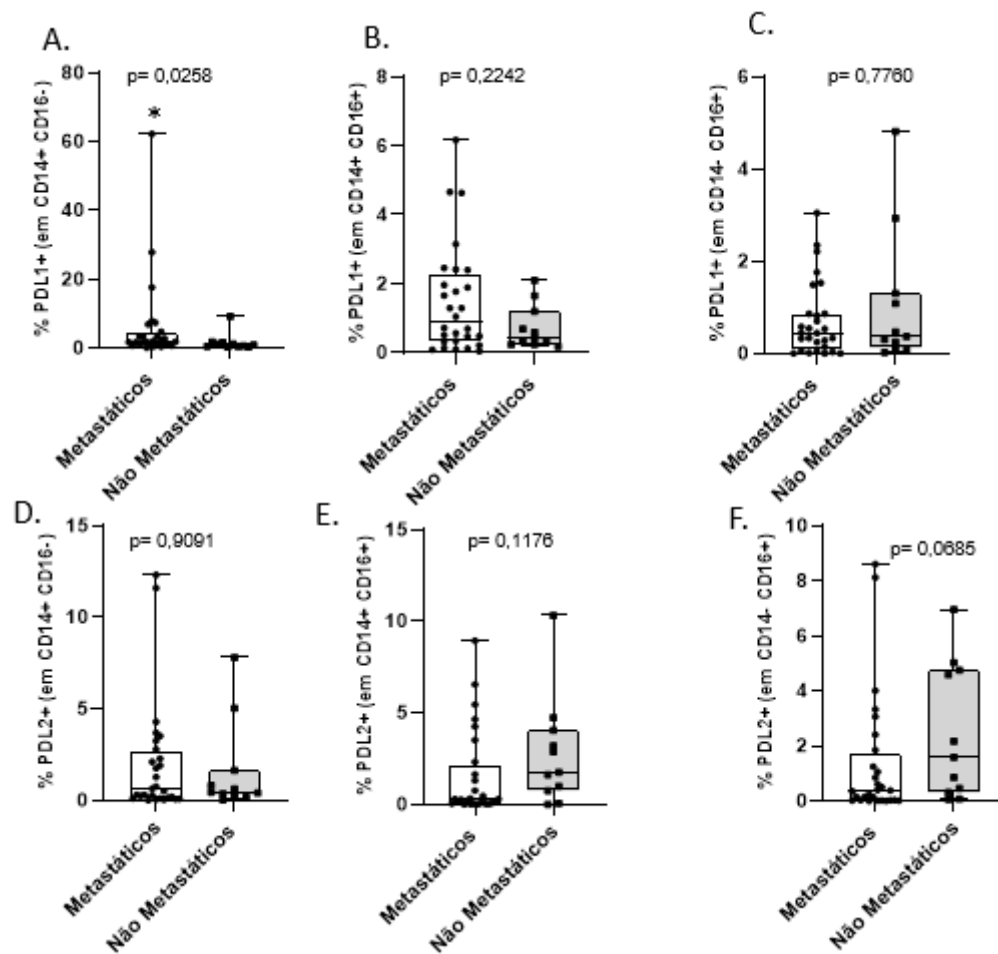 A.
p= 0,0258
*
% PDL1+ (em CD14+ CD16-)
80
60
40
20
0
Metastáticos
Não Metastáticos
B.
p= 0,2242
% PDL1+ (em CD14+ CD16+)
8
6
4
2
0
Metastáticos
Não Metastáticos
C.
p= 0,7760
% PDL1+ (em CD14- CD16+)
6
4
2
0
Metastáticos
Não Metastáticos
D.
p= 0,9091
% PDL2+ (em CD14+ CD16-)
15
10
5
0
Metastáticos
Não Metastáticos
E.
p= 0,1176
% PDL2+ (em CD14+ CD16+)
15
10
5
0
Metastáticos
Não Metastáticos
F.
p= 0,0685
% PDL2+ (em CD14- CD16+)
10
8
6
4
2
0
Metastáticos
Não Metastáticos